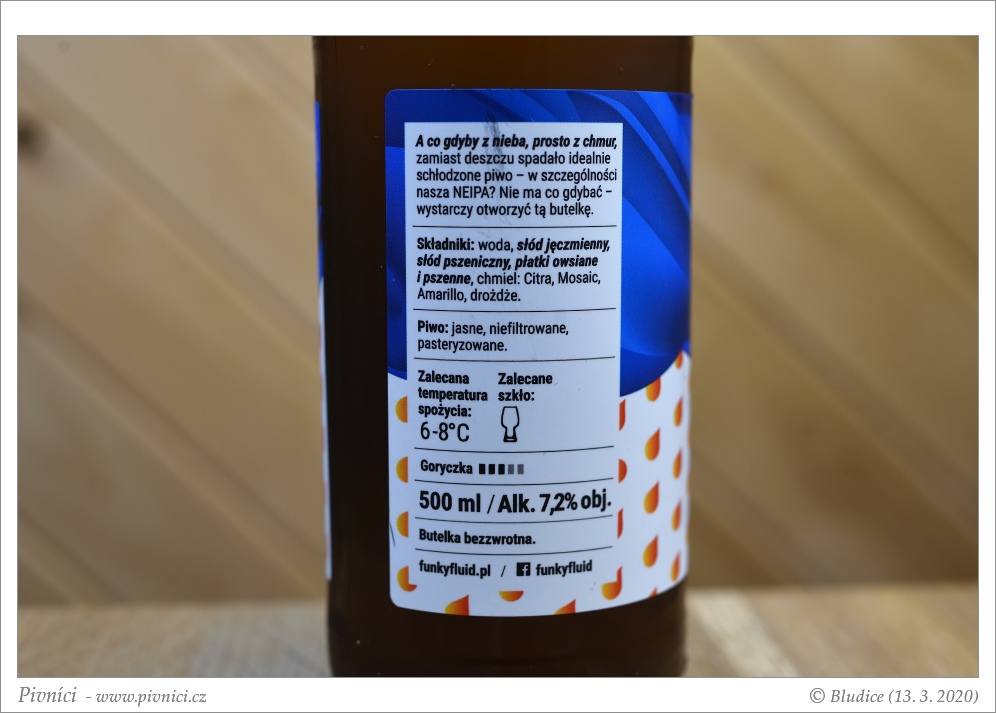 A co gdyby z nieba, prosto z chmur,
zamiast deszczu spadało idealnie
schłodzone piwo – w szczególności
nasza NEIPA? Nie ma co gdybać –
wystarczy otworzyć tą butelkę.
Składniki: woda, słód jęczmienny,
słód pszeniczny, płatki owsiane
i pszenne, chmiel: Citra, Mosaic,
Amarillo, drożdże.
Piwo: jasne, niefiltrowane,
pasteryzowane.
Zalecana
temperatura
spożycia:
6-8°C
Zalecane
szkło:
Goryczka
500 ml / Alk. 7,2% obj.
Butelka bezzwrotna.
funkyfluid.pl / funkyfluid
Pivníci - www.pivnici.cz
© Bludice (13. 3. 2020)